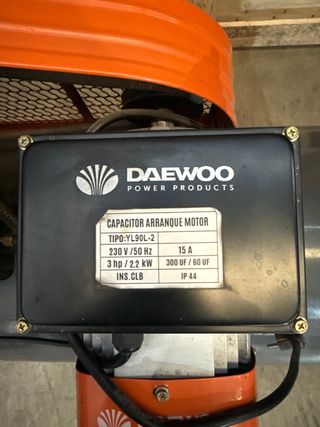 DAEWOO
POWER PRODUCTS
CAPACITOR ARRANQUE MOTOR
TIPO:YL90L-2
230 V/50 Hz 15 A
3 hp / 2.2 kW 300 UF / 60 UF
INS.CLB IP 44